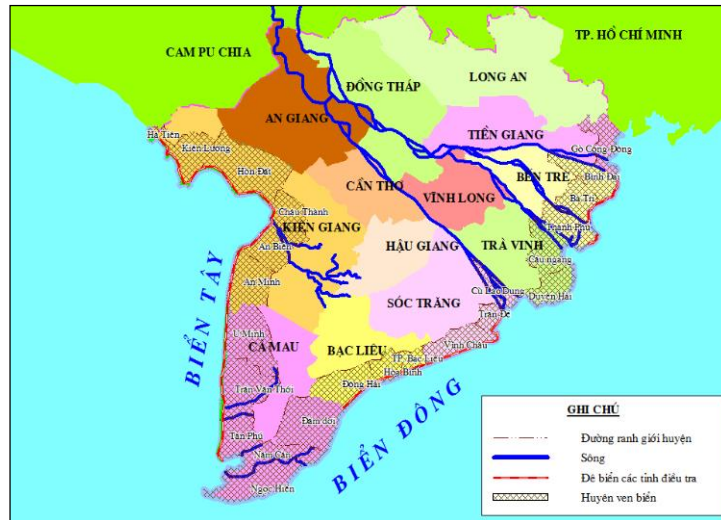 TP. HỒ CHÍ MINH
CAM PU CHIA
LONG AN
ĐỒNG THÁP
AN GIANG
TIỀN GIANG
Hà Tiên
Kiên Lương
Gò Công Đông
Hòn Đất
BẾN TRE
Bình Đại
CẦN THƠ
VĨNH LONG
Ba Tri
Châu Thành
Thạnh Phú
KIÊN GIANG
HẬU GIANG
TRÀ VINH
An Biên
Cầu ngang
An Minh
Cù Lao Dung
Duyên Hải
SÓC TRĂNG
Trần Đề
U Minh
CÀ MAU
BẠC LIÊU
Vĩnh Châu
TP. Bạc Liêu
Hòa Bình
Trần Văn Thời
Đông Hải
Đầm dơi
Tân Phú
Năm Căn
Ngọc Hiển
BIỂN TÂY
BIỂN ĐÔNG
GHI CHÚ
Đường ranh giới huyện
Sông
Đê biển các tỉnh điều tra
Huyện ven biển